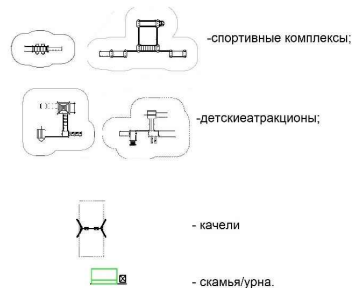 -спортивные комплексы;
-детскиеатракционы;
- качели
- скамья/урна.